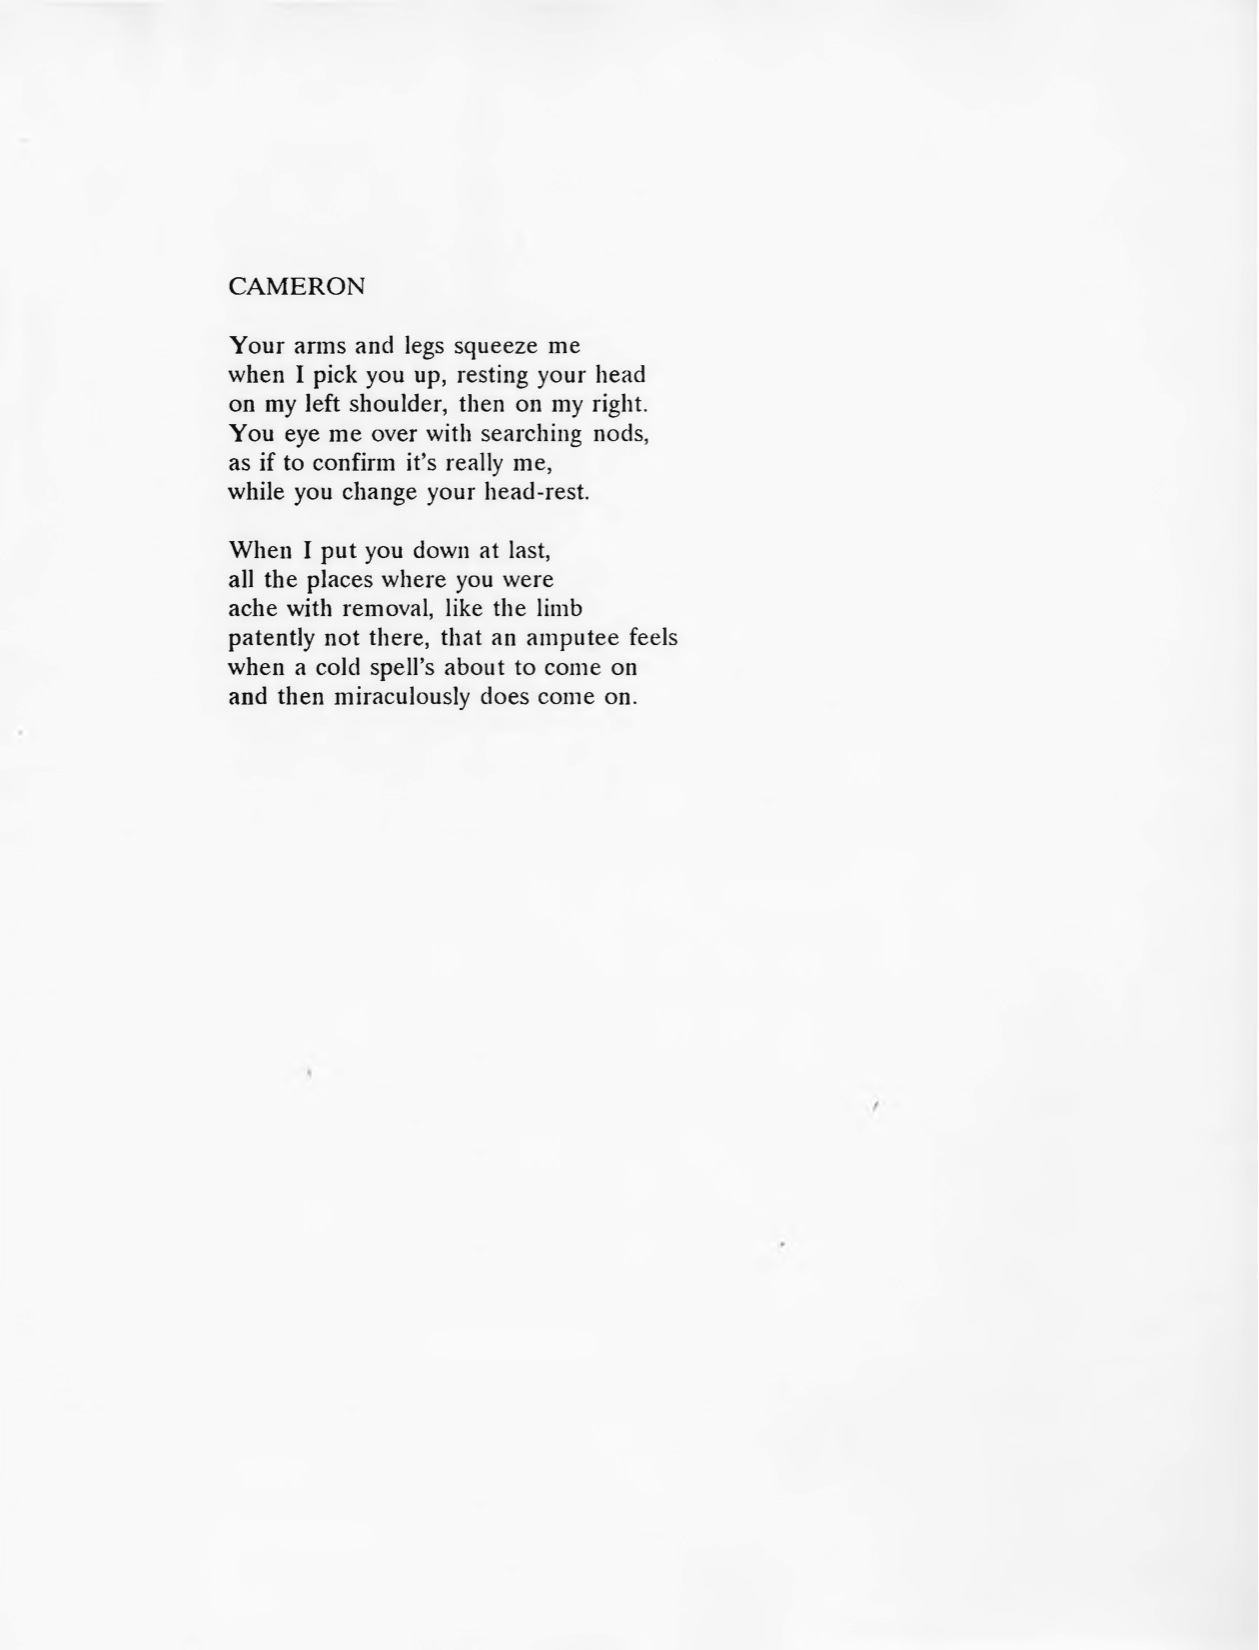 CAMERON
Your arms and legs squeeze me
when I pick you up, resting your head
on my left shoulder, then on my right.
You eye me over with searching nods,
as if to confirm it's really me,
while you change your head-rest.
When I put you down at last,
all the places where you were
ache with removal, like the limb
patently not there, that an amputee feels
when a cold spell's about to come on
and then miraculously does come on.